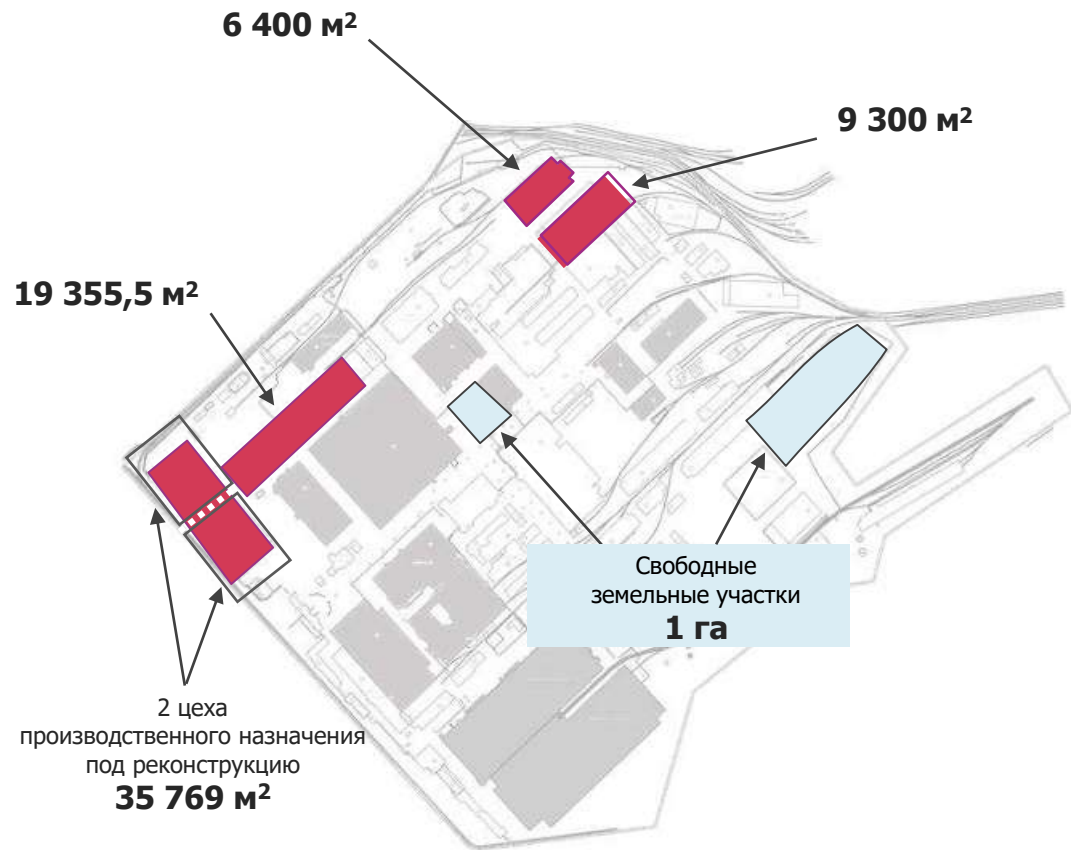 6 400 м²
9 300 м²
19 355,5 м²
Свободные
земельные участки
1 га
2 цеха
производственного назначения
под реконструкцию
35 769 м²